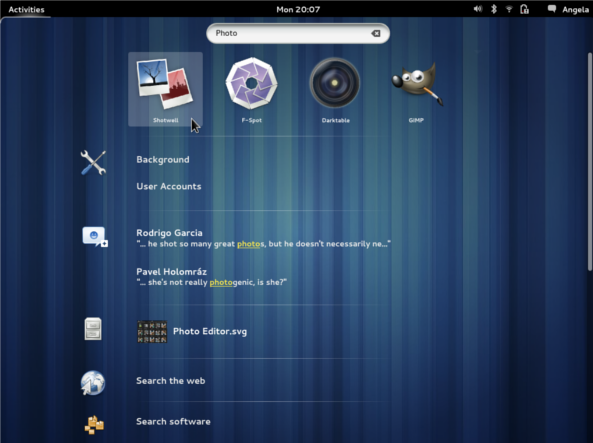 Activities
Mon 20:07
Angela
Photo
Shotwell
F-Spot
Darktable
GIMP
Background
User Accounts
Rodrigo Garcia
"... he shot so many great photos, but he doesn't necessarily ne..."
Pavel Holomráz
"... she's not really photogenic, is she?"
Photo Editor.svg
Search the web
Search software